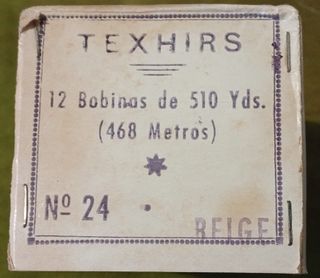 TEXHIRS
12 Bobinas de 510 Yds.
(468 Metros)
Nº 24
BEIGE